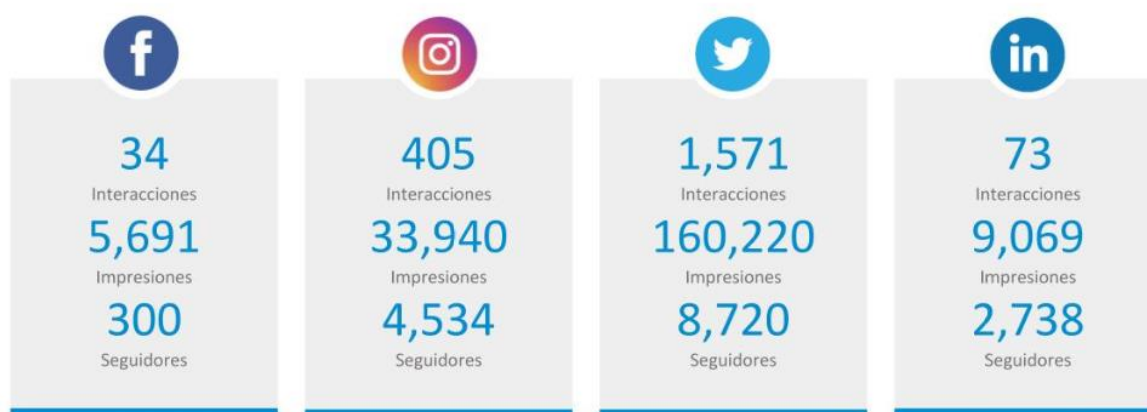 f
34
Interacciones
5,691
Impresiones
300
Seguidores
405
Interacciones
33,940
Impresiones
4,534
Seguidores
1,571
Interacciones
160,220
Impresiones
8,720
Seguidores
in
73
Interacciones
9,069
Impresiones
2,738
Seguidores